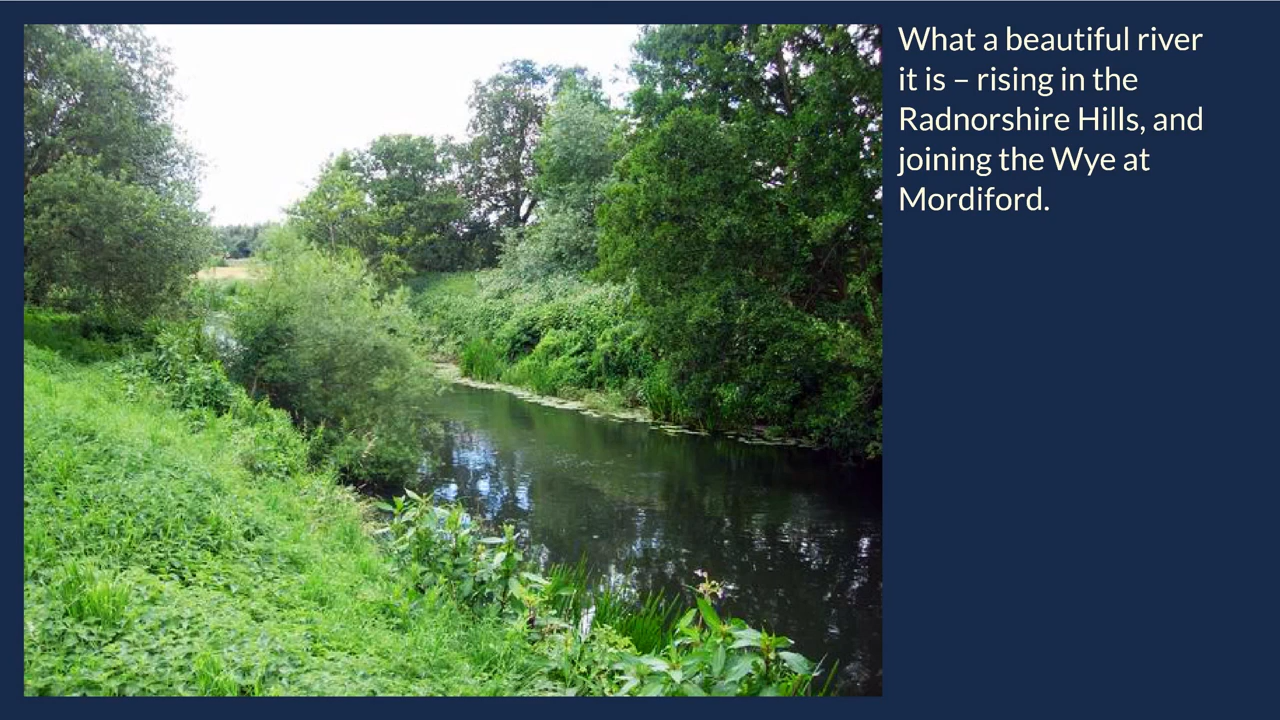 What a beautiful river
it is – rising in the
Radnorshire Hills, and
joining the Wye at
Mordiford.